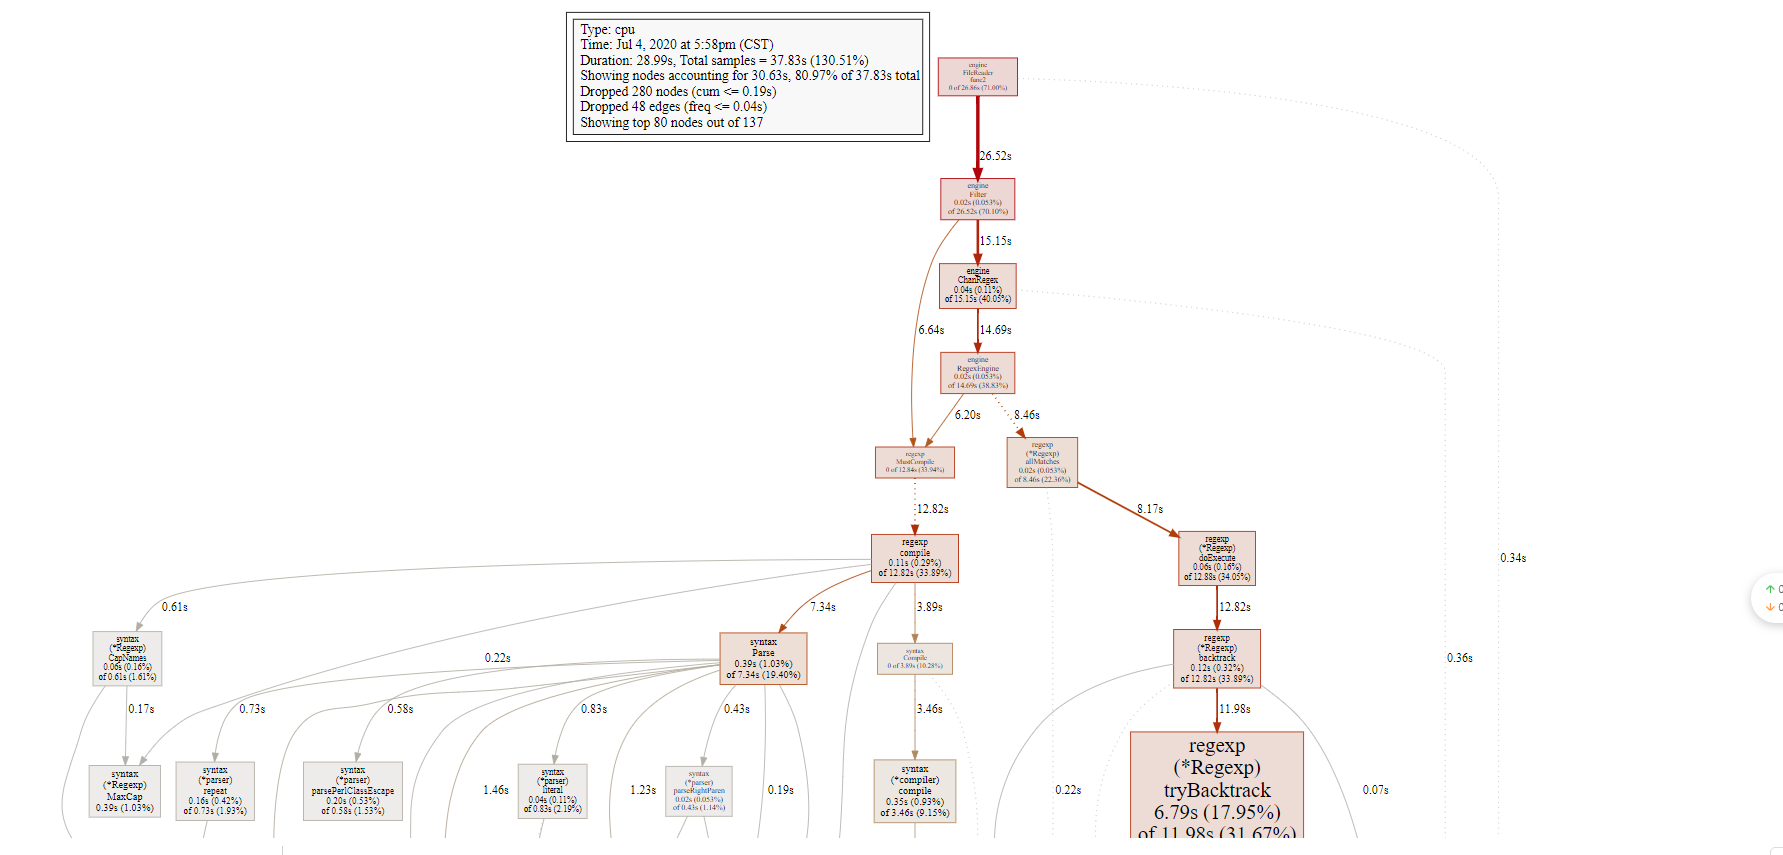 Type: cpu
Time: Jul 4, 2020 at 5:58pm (CST)
Duration: 28.99s, Total samples = 37.83s (130.51%)
Showing nodes accounting for 30.63s, 80.97% of 37.83s total
Dropped 280 nodes (cum <= 0.19s)
Dropped 48 edges (freq <= 0.04s)
Showing top 80 nodes out of 137
engine
FileReader
func2
0 of 26.86s (71.00%)
26.52s
engine
Filter
0.02s (0.053%)
of 26.52s (70.10%)
15.15s
engine
ChanRegex
0.04s (0.11%)
of 15.15s (40.05%)
6.64s
14.69s
engine
RegexEngine
0.02s (0.053%)
of 14.69s (38.83%)
6.20s
8.46s
regexp
MustCompile
0 of 12.84s (33.94%)
regexp
(*Regexp)
allMatches
0.02s (0.053%)
of 8.46s (22.36%)
12.82s
8.17s
regexp
compile
0.11s (0.29%)
of 12.82s (33.89%)
regexp
(*Regexp)
doExecute
0.06s (0.16%)
of 12.88s (34.05%)
0.34s
0.61s
7.34s
3.89s
12.82s
syntax
(*Regexp)
CapNames
0.06s (0.16%)
of 0.61s (1.61%)
0.22s
syntax
Parse
0.39s (1.03%)
of 7.34s (19.40%)
syntax
Compile
0 of 3.89s (10.28%)
regexp
(*Regexp)
backtrack
0.12s (0.32%)
of 12.82s (33.89%)
0.36s
0.17s
0.73s
0.58s
0.83s
0.43s
3.46s
11.98s
syntax
(*Regexp)
MaxCap
0.39s (1.03%)
syntax
(*parser)
repeat
0.16s (0.42%)
of 0.73s (1.93%)
syntax
(*parser)
parsePerlClassEscape
0.20s (0.53%)
of 0.58s (1.53%)
1.46s
syntax
(*parser)
literal
0.04s (0.11%)
of 0.83s (2.19%)
1.23s
syntax
(*parser)
parseRightParen
0.02s (0.053%)
of 0.43s (1.14%)
0.19s
syntax
(*compiler)
compile
0.35s (0.93%)
of 3.46s (9.15%)
0.22s
regexp
(*Regexp)
tryBacktrack
6.79s (17.95%)
of 11.98s (31.67%)
0.07s